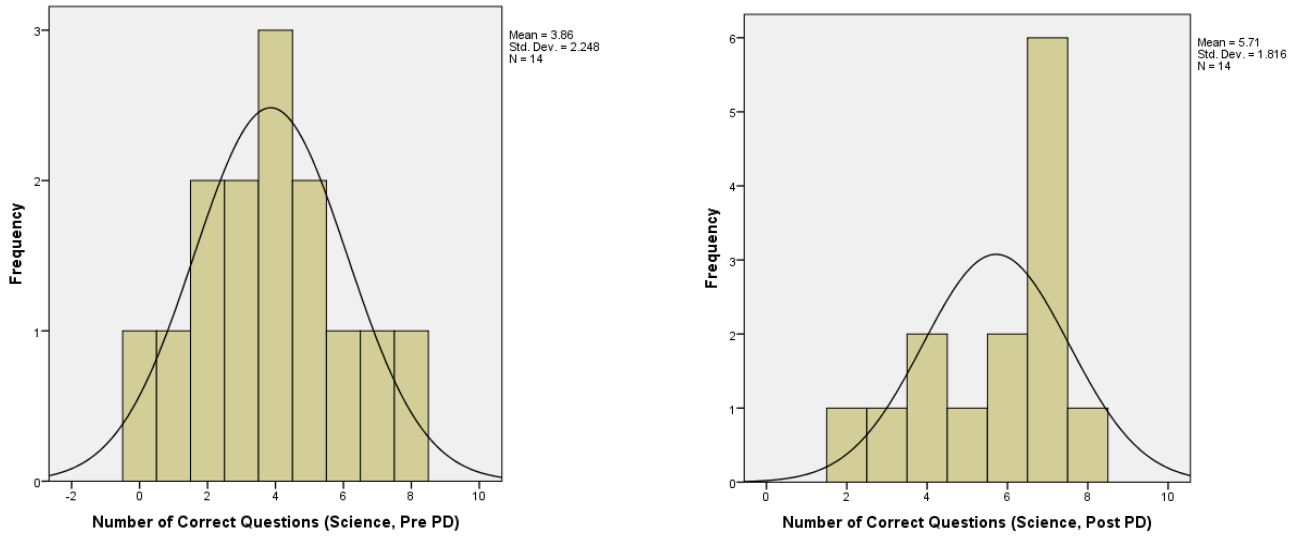 Mean = 3.86
Std. Dev. = 2.248
N = 14
Frequency
3
2
1
0
-2
0
2
4
6
8
10
Number of Correct Questions (Science, Pre PD)
Mean = 5.71
Std. Dev. = 1.816
N = 14
Frequency
6
5
4
3
2
1
0
0
2
4
6
8
10
Number of Correct Questions (Science, Post PD)